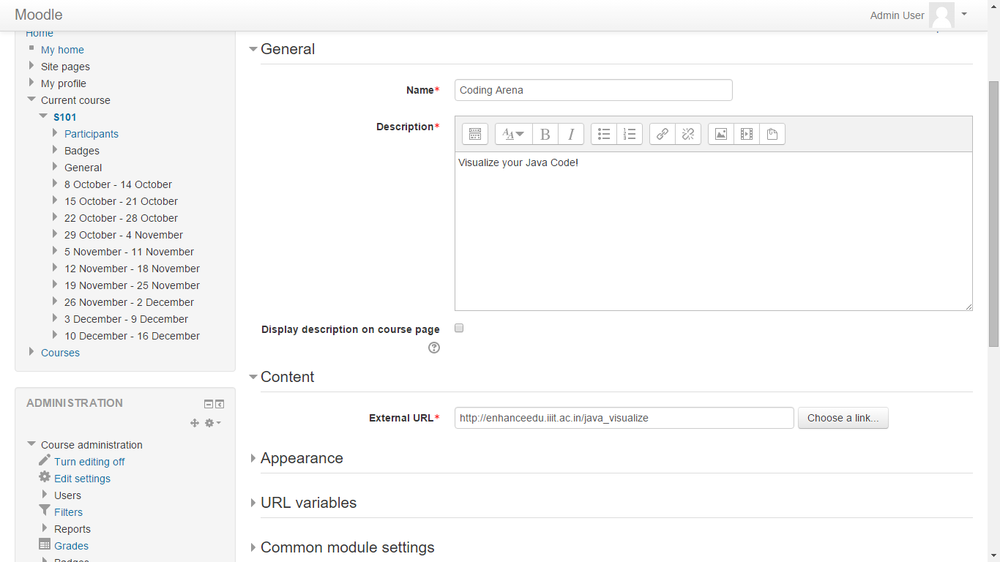 Moodle
Admin User
Home
My home
Site pages
My profile
Current course
S101
Participants
Badges
General
8 October - 14 October
15 October - 21 October
22 October - 28 October
29 October - 4 November
5 November - 11 November
12 November - 18 November
19 November - 25 November
26 November - 2 December
3 December - 9 December
10 December - 16 December
Courses
ADMINISTRATION
Course administration
Turn editing off
Edit settings
Users
Filters
Reports
Grades
Badges
General
Name*
Coding Arena
Description*
Visualize your Java Code!
Display description on course page
Content
External URL*
http://enhanceedu.iiit.ac.in/java_visualize
Choose a link...
Appearance
URL variables
Common module settings